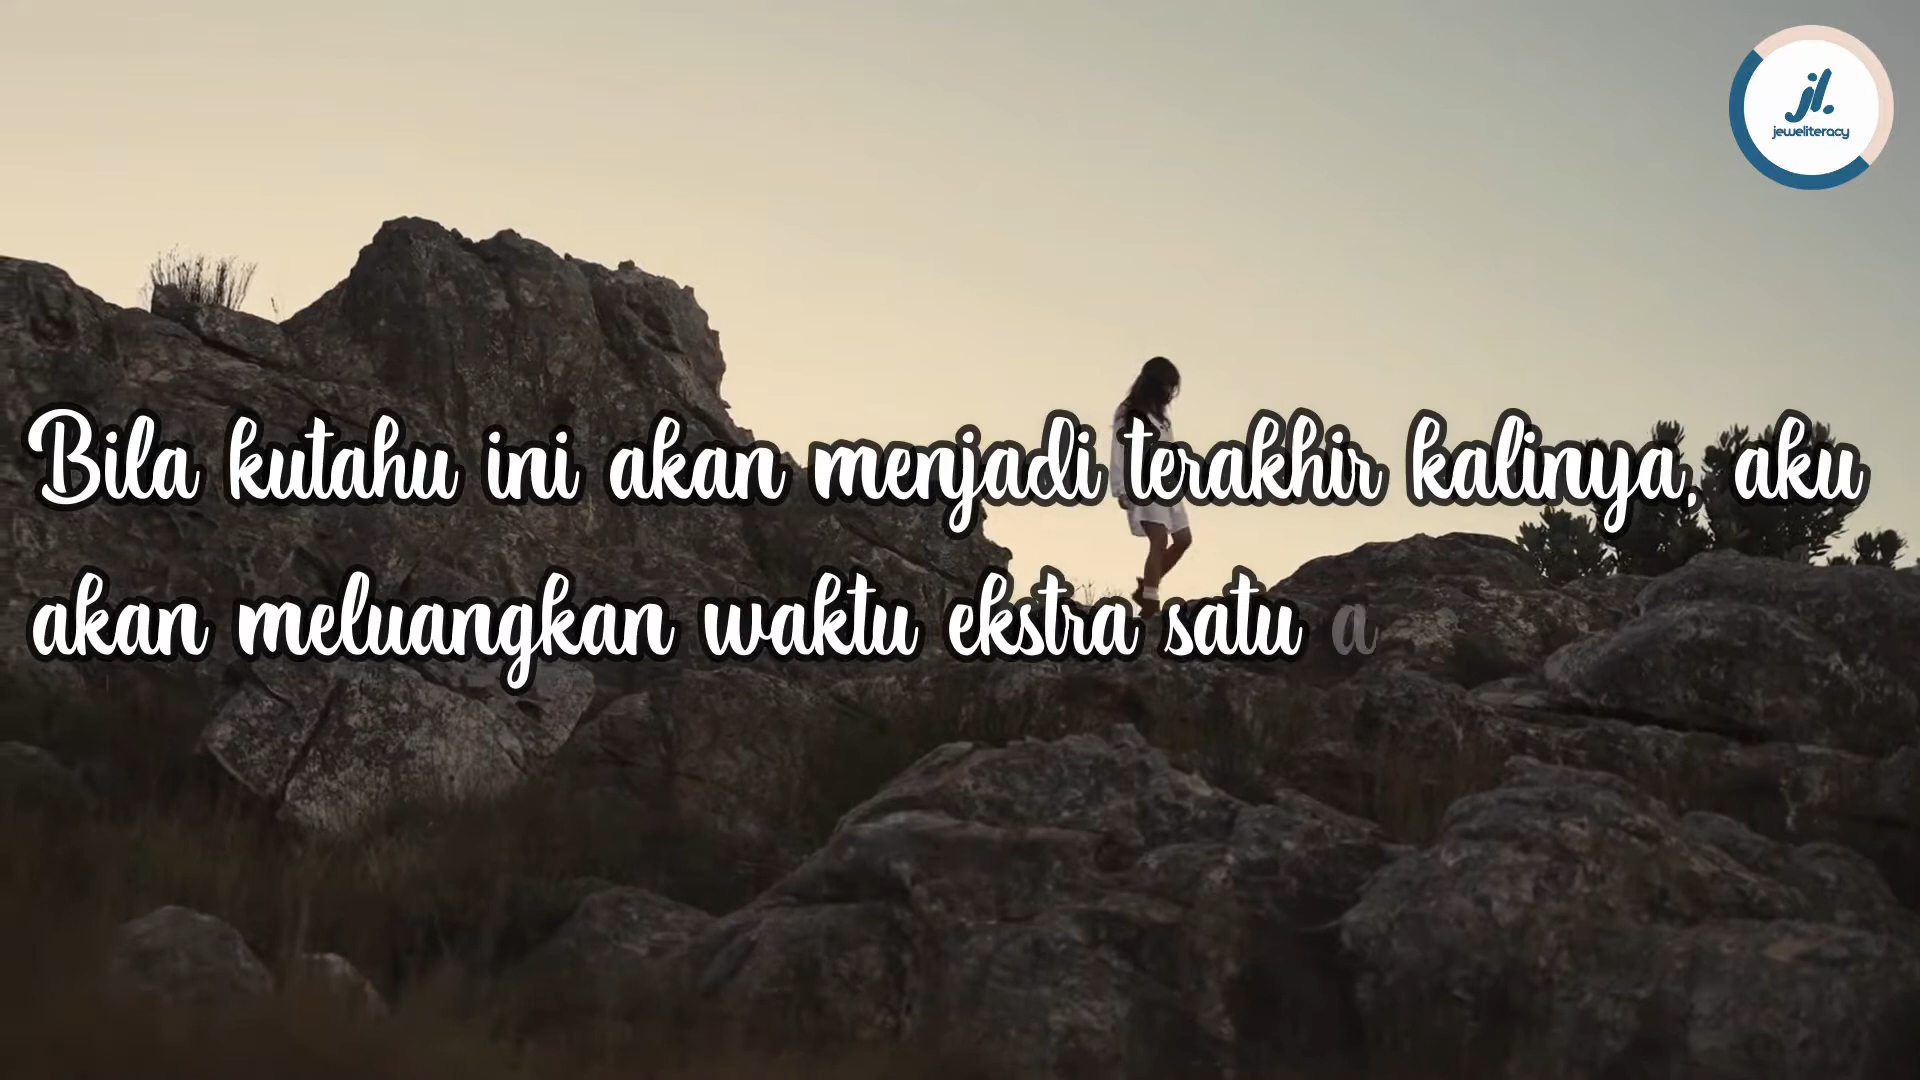 jl.
jeweliteracy
Bila kutahu ini akan menjadi terakhir kalinya, aku
akan meluangkan waktu ekstra satu a